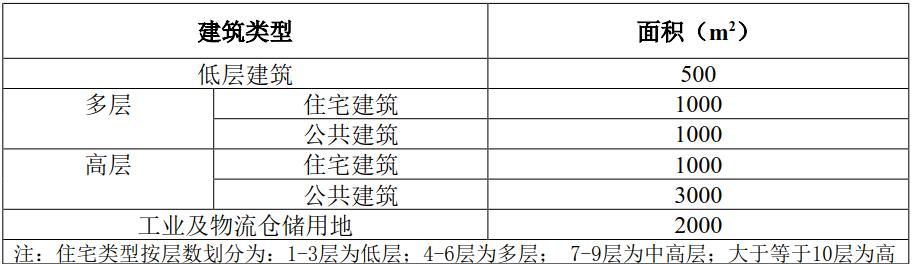 建筑类型 面积（m²）
低层建筑 500
多层 住宅建筑 1000
公共建筑 1000
高层 住宅建筑 1000
公共建筑 3000
工业及物流仓储用地 2000
注：住宅类型按层数划分为：1-3层为低层；4-6层为多层； 7-9层为中高层；大于等于10层为高